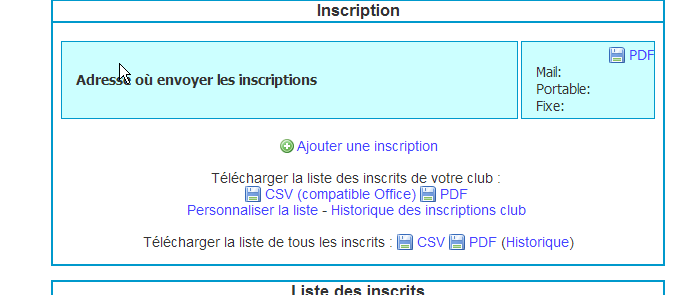 Inscription
PDF
Adresse où envoyer les inscriptions
Mail:
Portable:
Fixe:
Ajouter une inscription
Télécharger la liste des inscrits de votre club :
CSV (compatible Office) PDF
Personnaliser la liste - Historique des inscriptions club
Télécharger la liste de tous les inscrits : CSV PDF (Historique)
Liste des inscrits